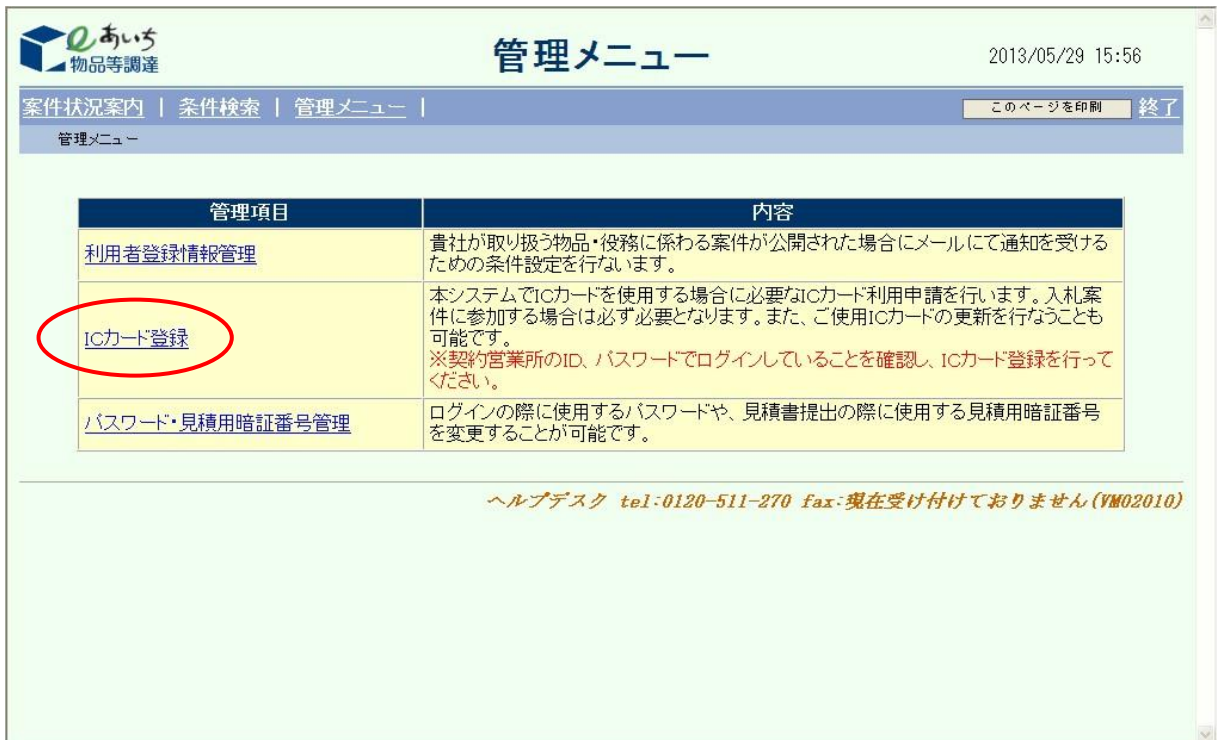 eあいち
物品等調達
管理メニュー
2013/05/29 15:56
案件状況案内 | 条件検索 | 管理メニュー |
このページを印刷 終了
管理メニュー
管理項目 内容
利用者登録情報管理
貴社が取り扱う物品・役務に係わる案件が公開された場合にメールにて通知を受ける
ための条件設定を行ないます。
ICカード登録
本システムでICカードを使用する場合に必要なICカード利用申請を行います。入札案
件に参加する場合は必ず必要となります。また、ご使用ICカードの更新を行なうことも
可能です。
※契約営業所のID、パスワードでログインしていることを確認し、ICカード登録を行って
ください。
パスワード・見積用暗証番号管理
ログインの際に使用するパスワードや、見積書提出の際に使用する見積用暗証番号
を変更することが可能です。
ヘルプデスク tel:0120-511-270 fax:現在受け付けておりません(VM02010)